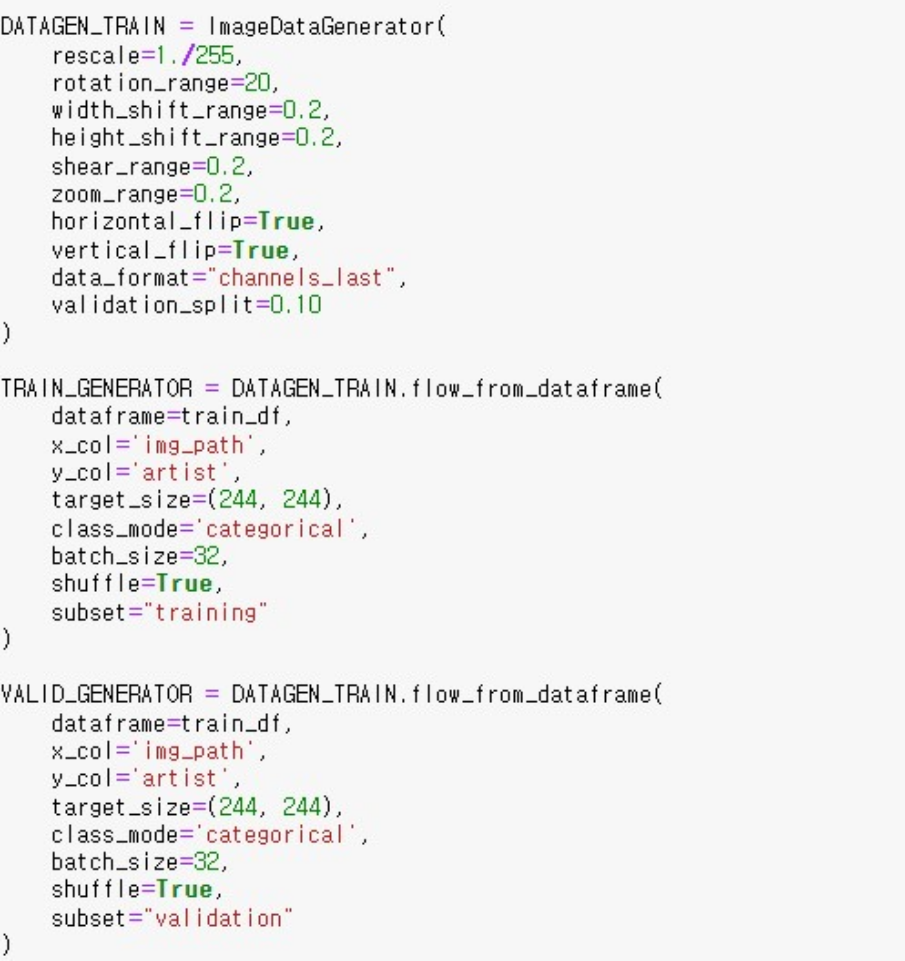 DATAGEN_TRAIN = ImageDataGenerator(
    rescale=1./255,
    rotation_range=20,
    width_shift_range=0.2,
    height_shift_range=0.2,
    shear_range=0.2,
    zoom_range=0.2,
    horizontal_flip=True,
    vertical_flip=True,
    data_format="channels_last",
    validation_split=0.10
)

TRAIN_GENERATOR = DATAGEN_TRAIN.flow_from_dataframe(
    dataframe=train_df,
    x_col='img_path',
    y_col='artist',
    target_size=(244, 244),
    class_mode='categorical',
    batch_size=32,
    shuffle=True,
    subset="training"
)

VALID_GENERATOR = DATAGEN_TRAIN.flow_from_dataframe(
    dataframe=train_df,
    x_col='img_path',
    y_col='artist',
    target_size=(244, 244),
    class_mode='categorical',
    batch_size=32,
    shuffle=True,
    subset="validation"
)